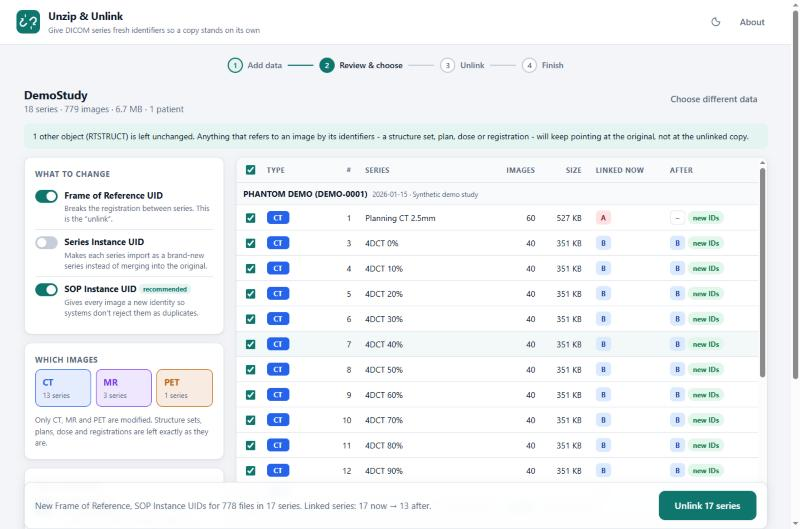 Unzip & Unlink
Give DICOM series fresh identifiers so a copy stands on its own
About
1 Add data 2 Review & choose 3 Unlink 4 Finish
DemoStudy
18 series · 779 images · 6.7 MB · 1 patient
Choose different data
1 other object (RTSTRUCT) is left unchanged. Anything that refers to an image by its identifiers - a structure set, plan, dose or registration - will keep pointing at the original, not at the unlinked copy.
WHAT TO CHANGE
Frame of Reference UID
Breaks the registration between series. This
is the "unlink".
Series Instance UID
Makes each series import as a brand-new
series instead of merging into the original.
SOP Instance UID recommended
Gives every image a new identity so
systems don't reject them as duplicates.
WHICH IMAGES
CT MR PET
13 series 3 series 1 series
Only CT, MR and PET are modified. Structure sets,
plans, dose and registrations are left exactly as they
are.
TYPE # SERIES IMAGES SIZE LINKED NOW AFTER
PHANTOM DEMO (DEMO-0001) 2026-01-15 · Synthetic demo study
CT 1 Planning CT 2.5mm 60 527 KB A – new IDs
CT 3 4DCT 0% 40 351 KB B B new IDs
CT 4 4DCT 10% 40 351 KB B B new IDs
CT 5 4DCT 20% 40 351 KB B B new IDs
CT 6 4DCT 30% 40 351 KB B B new IDs
CT 7 4DCT 40% 40 351 KB B B new IDs
CT 8 4DCT 50% 40 351 KB B B new IDs
CT 9 4DCT 60% 40 351 KB B B new IDs
CT 10 4DCT 70% 40 351 KB B B new IDs
CT 11 4DCT 80% 40 351 KB B B new IDs
CT 12 4DCT 90% 40 351 KB B B new IDs
New Frame of Reference, SOP Instance UIDs for 778 files in 17 series. Linked series: 17 now → 13 after.
Unlink 17 series